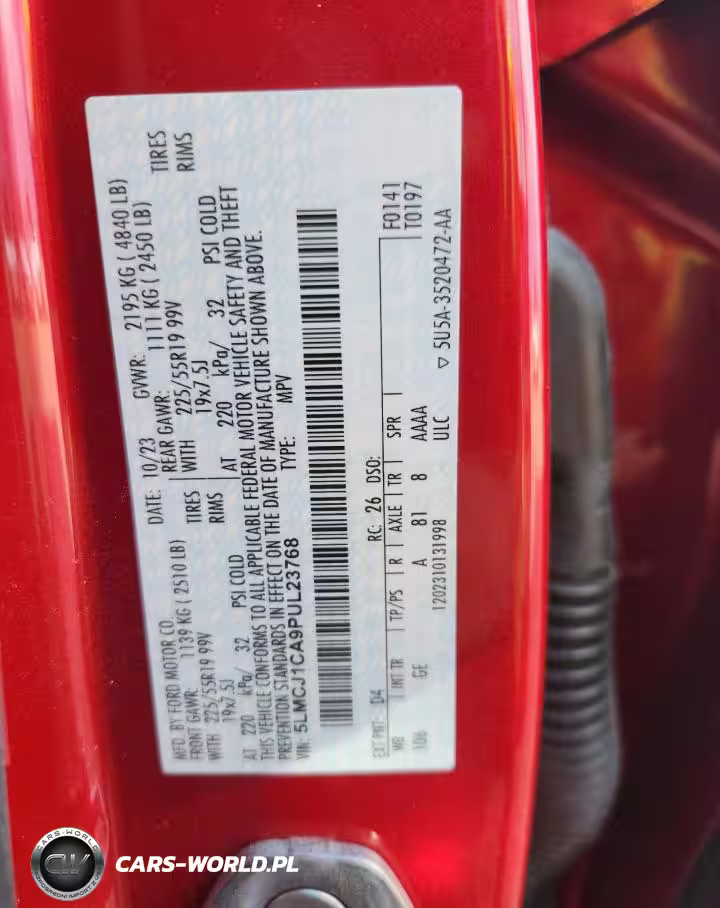 MFD. BY FORD MOTOR CO.
DATE: 10/23 GVWR: 2195 KG ( 4840 LB)
FRONT GAWR: 1139 KG ( 2510 LB) REAR GAWR: 1111 KG ( 2450 LB)
WITH 225/55R19 99V TIRES WITH 225/55R19 99V TIRES
19x7.5J RIMS 19x7.5J RIMS
AT 220 kPa/ 32 PSI COLD AT 220 kPa/ 32 PSI COLD
THIS VEHICLE CONFORMS TO ALL APPLICABLE FEDERAL MOTOR VEHICLE SAFETY AND THEFT
PREVENTION STANDARDS IN EFFECT ON THE DATE OF MANUFACTURE SHOWN ABOVE.
VIN: 5LMCJ1CA9PUL23768 TYPE: MPV
EXT PNT: D4 RC: 26 DSO:
WB INT TR TP/PS R AXLE TR SPR
106 GE A 81 8 AAAA
ULC
F0141
T0197
1202310131998
▽ 5U5A-3520472-AA
CARS-WORLD
CW
CARS-WORLD.PL